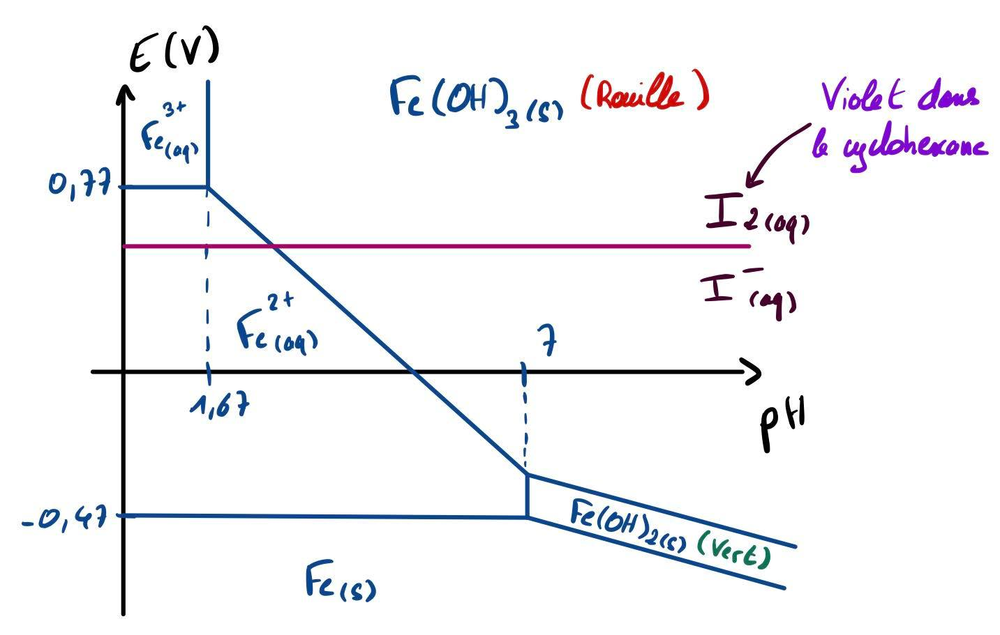 E(V)
Fe(OH)₃(s) (Rouille)
Violet dans
le cyclohexane
Fe³⁺(aq)
0,77
I₂(aq)
I⁻(aq)
Fe²⁺(aq)
7
1,67
pH
-0,47
Fe(OH)₂(s) (Vert)
Fe(s)